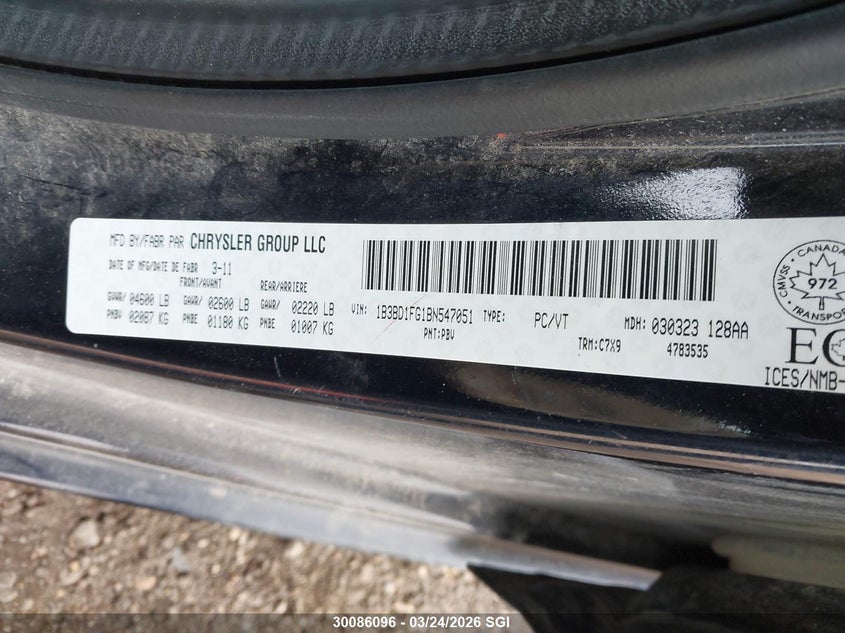 MFD BY/FABR PAR CHRYSLER GROUP LLC
DATE OF MFG/DATE DE FABR 3-11
FRONT/AVANT REAR/ARRIERE
GVWR/ 04600 LB GAWR/ 02600 LB GAWR/ 02220 LB
PNBV 02087 KG PNBE 01180 KG PNBE 01007 KG
VIN: 1B3BD1FG1BN547051 TYPE: PC/VT MDH: 030323 128AA
PNT:PBV TRM:C7X9 4783535
CANADA
CMVSS 972
TRANSPORT
EC
ICES/NMB-
30086096 — 03/24/2026 SGI